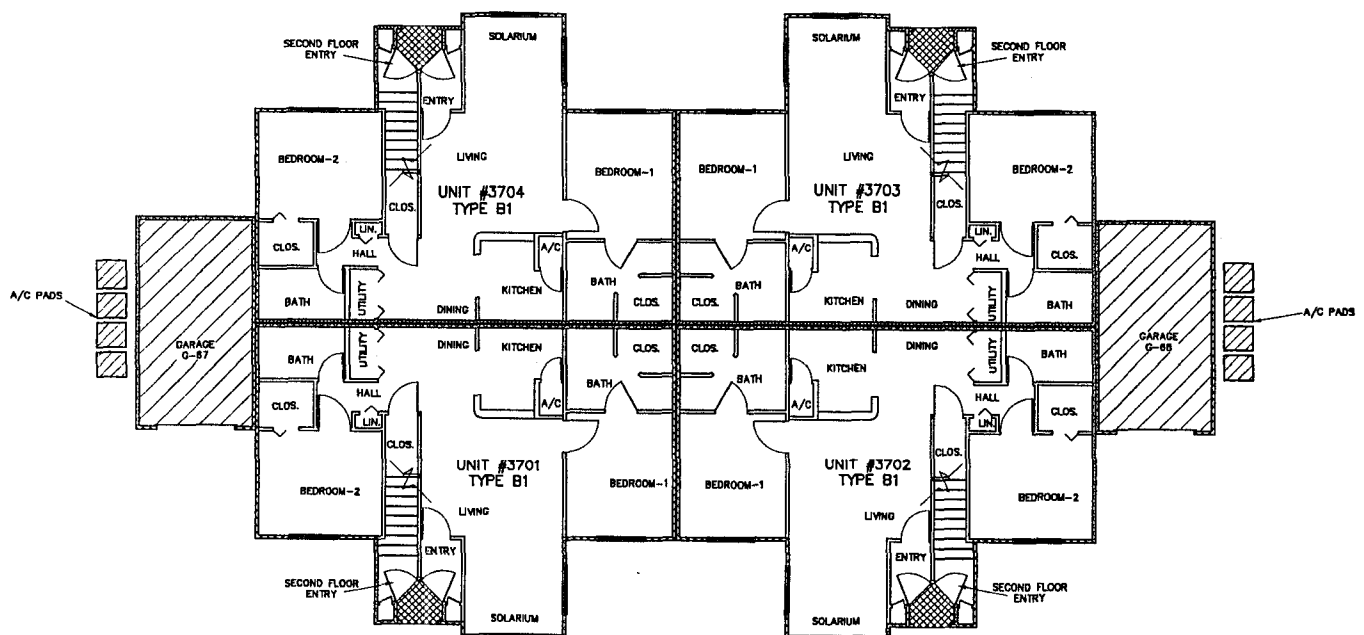 SOLARIUM
SOLARIUM
SECOND FLOOR
ENTRY
SECOND FLOOR
ENTRY
ENTRY
ENTRY
BEDROOM-2
LIVING
BEDROOM-1
BEDROOM-1
LIVING
BEDROOM-2
UNIT #3704
TYPE B1
UNIT #3703
TYPE B1
CLOS.
CLOS.
LIN.
LIN.
CLOS.
HALL
A/C
A/C
HALL
CLOS.
BATH
UTILITY
DINING
KITCHEN
BATH
CLOS.
CLOS.
BATH
KITCHEN
DINING
UTILITY
BATH
A/C PADS
A/C PADS
GARAGE
G-67
GARAGE
BATH
UTILITY
DINING
KITCHEN
CLOS.
CLOS.
KITCHEN
DINING
UTILITY
BATH
BATH
BATH
CLOS.
HALL
A/C
A/C
HALL
CLOS.
LIN.
LIN.
CLOS.
CLOS.
UNIT #3701
TYPE B1
UNIT #3702
TYPE B1
BEDROOM-2
LIVING
BEDROOM-1
BEDROOM-1
LIVING
BEDROOM-2
ENTRY
ENTRY
SECOND FLOOR
ENTRY
SECOND FLOOR
ENTRY
SOLARIUM
SOLARIUM